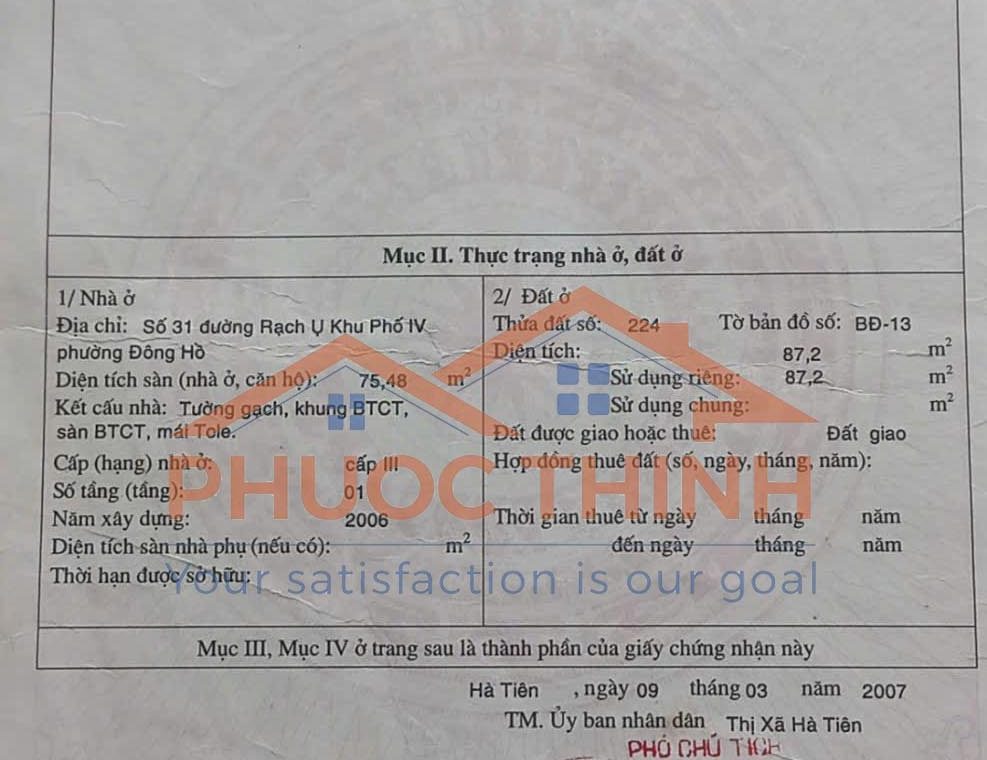 Mục II. Thực trạng nhà ở, đất ở
1/ Nhà ở
Địa chỉ: Số 31 đường Rạch Ụ Khu Phố IV
phường Đông Hồ
Diện tích sàn (nhà ở, căn hộ): 75,48 m²
Kết cấu nhà: Tường gạch, khung BTCT,
sàn BTCT, mái Tole.
Cấp (hạng) nhà ở: cấp III
Số tầng (tầng): 01
Năm xây dựng: 2006
Diện tích sàn nhà phụ (nếu có): m²
Thời hạn được sở hữu:
2/ Đất ở
Thửa đất số: 224 Tờ bản đồ số: BĐ-13
Diện tích: 87,2 m²
Sử dụng riêng: 87,2 m²
Sử dụng chung: m²
Đất được giao hoặc thuê: Đất giao
Hợp đồng thuê đất (số, ngày, tháng, năm):
Thời gian thuê từ ngày tháng năm
đến ngày tháng năm
PHUOC THINH
Your satisfaction is our goal
Mục III, Mục IV ở trang sau là thành phần của giấy chứng nhận này
Hà Tiên , ngày 09 tháng 03 năm 2007
TM. Ủy ban nhân dân Thị Xã Hà Tiên
PHÓ CHỦ TỊCH